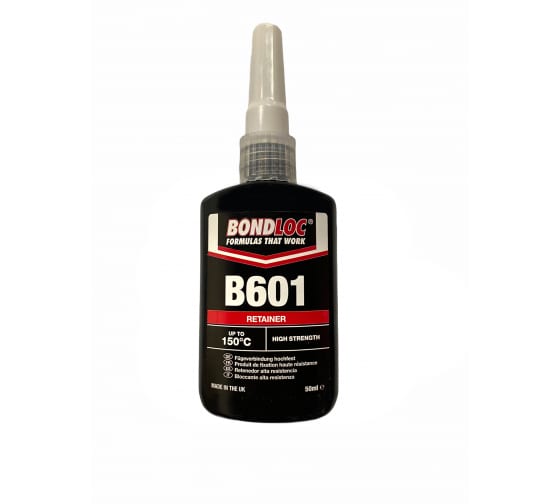 BONDLOC®
FORMULAS THAT WORK
B601
RETAINER
UP TO
150°C
HIGH STRENGTH
Fügeverbindung hochfest
Produit de fixation haute résistance
Retenedor alta resistencia
Bloccante alta resistenza
MADE IN THE UK
50ml e